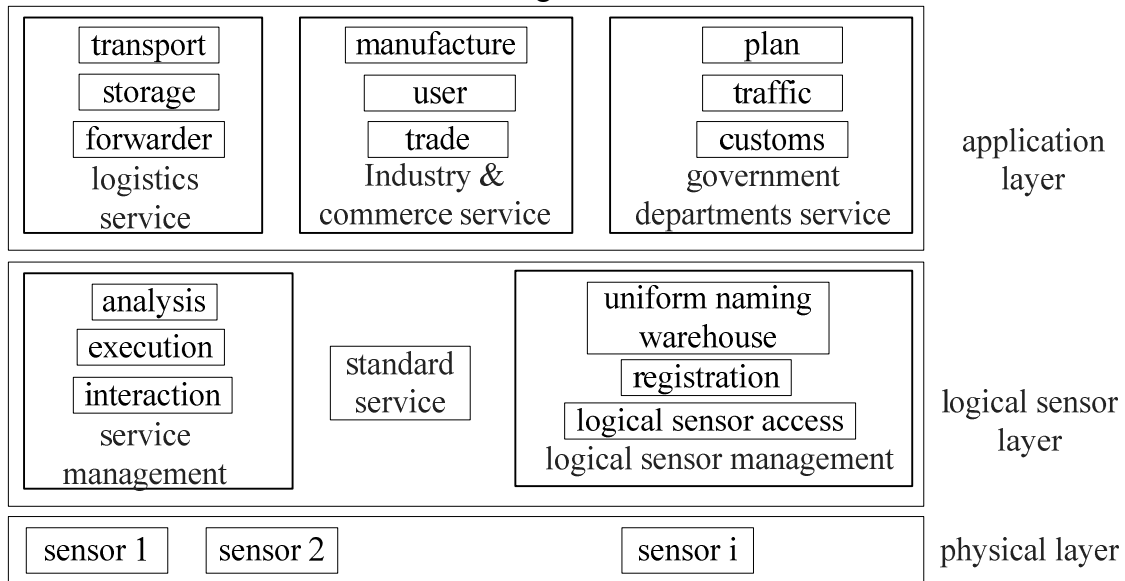 transport
storage
forwarder
logistics
service
manufacture
user
trade
Industry &
commerce service
plan
traffic
customs
government
departments service
application
layer
analysis
execution
interaction
service
management
standard
service
uniform naming
warehouse
registration
logical sensor access
logical sensor management
logical sensor
layer
sensor 1
sensor 2
sensor i
physical layer